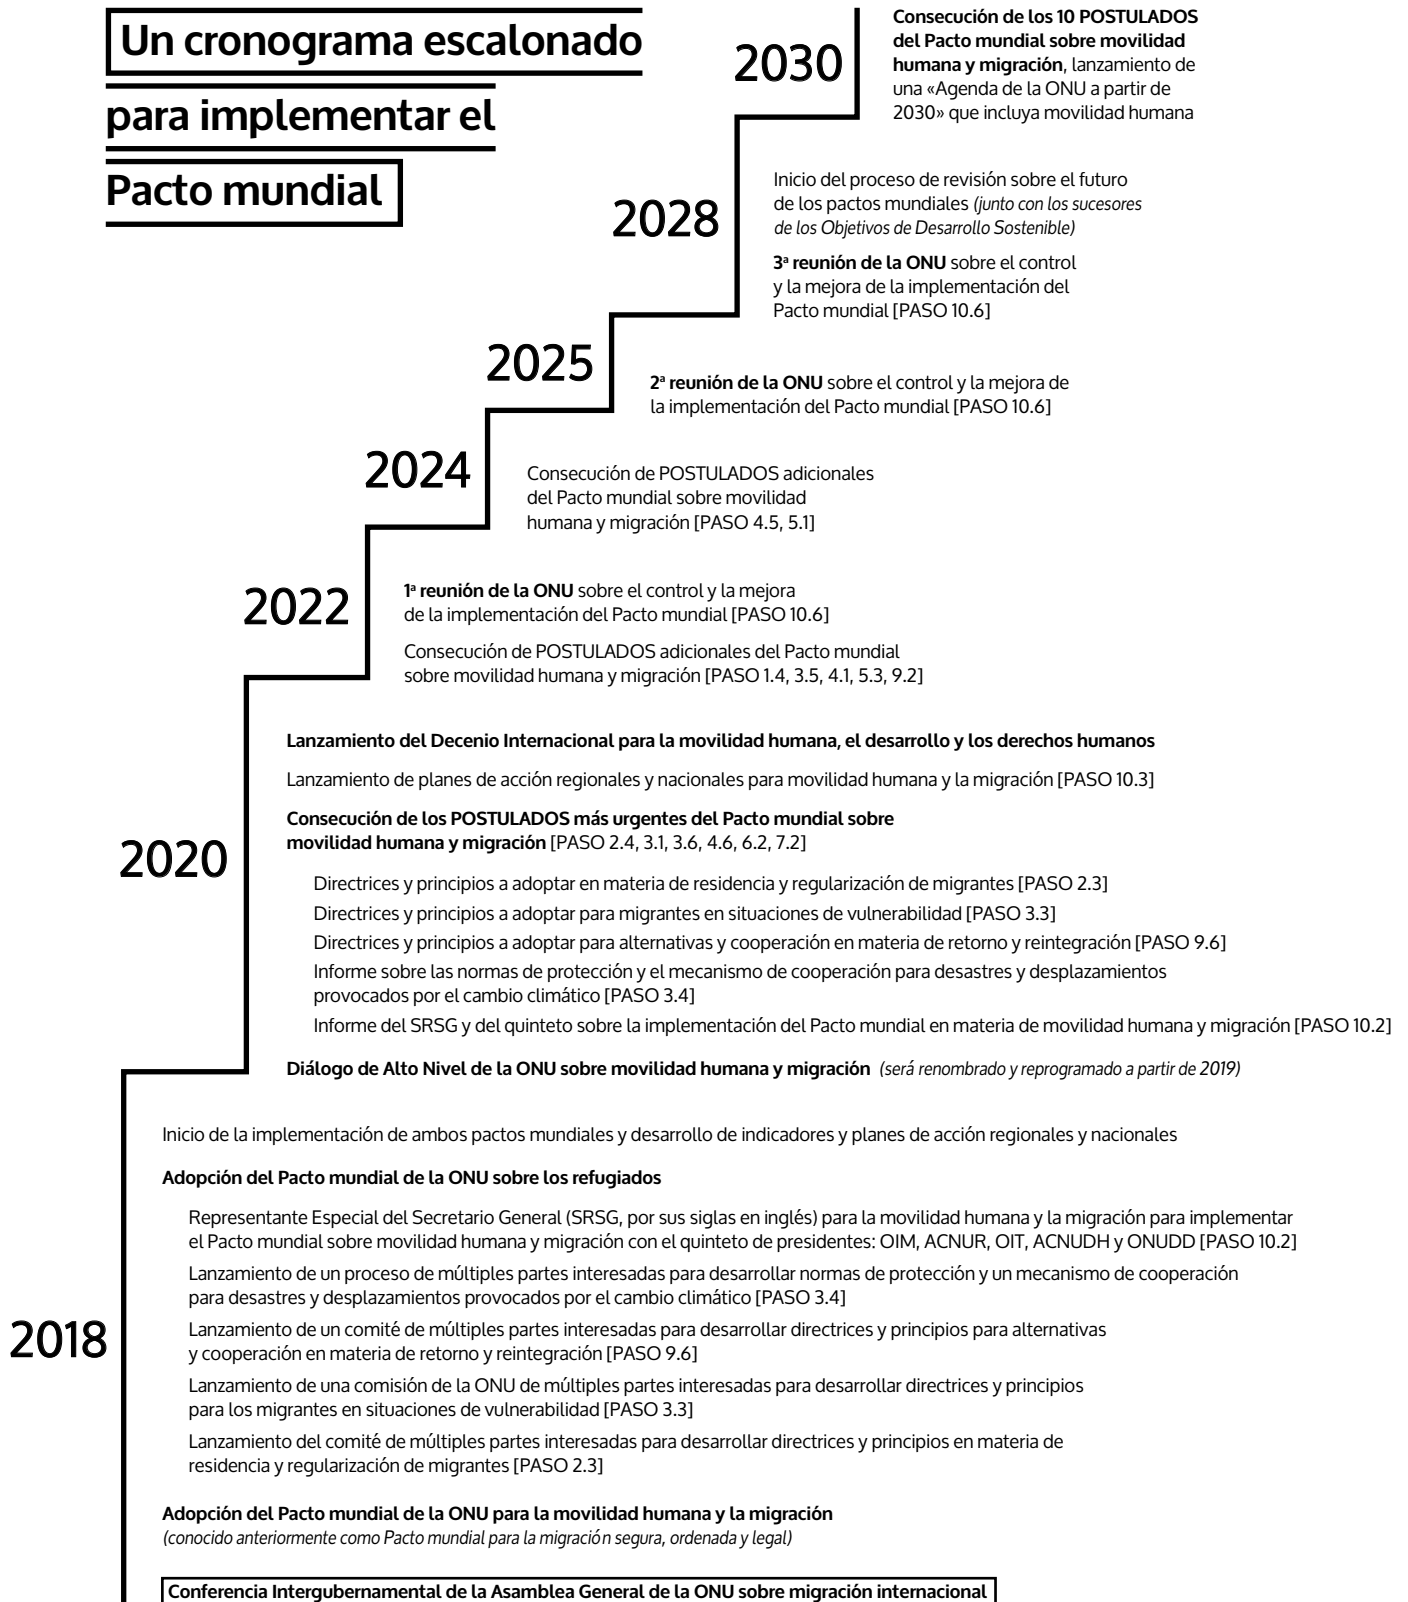 Un cronograma escalonado
para implementar el
Pacto mundial
2030
Consecución de los 10 POSTULADOS
del Pacto mundial sobre movilidad
humana y migración, lanzamiento de
una «Agenda de la ONU a partir de
2030» que incluya movilidad humana
2028
Inicio del proceso de revisión sobre el futuro
de los pactos mundiales (junto con los sucesores
de los Objetivos de Desarrollo Sostenible)
3ª reunión de la ONU sobre el control
y la mejora de la implementación del
Pacto mundial [PASO 10.6]
2025
2ª reunión de la ONU sobre el control y la mejora de
la implementación del Pacto mundial [PASO 10.6]
2024
Consecución de POSTULADOS adicionales
del Pacto mundial sobre movilidad
humana y migración [PASO 4.5, 5.1]
2022
1ª reunión de la ONU sobre el control y la mejora
de la implementación del Pacto mundial [PASO 10.6]
Consecución de POSTULADOS adicionales del Pacto mundial
sobre movilidad humana y migración [PASO 1.4, 3.5, 4.1, 5.3, 9.2]
2020
Lanzamiento del Decenio Internacional para la movilidad humana, el desarrollo y los derechos humanos
Lanzamiento de planes de acción regionales y nacionales para movilidad humana y la migración [PASO 10.3]
Consecución de los POSTULADOS más urgentes del Pacto mundial sobre
movilidad humana y migración [PASO 2.4, 3.1, 3.6, 4.6, 6.2, 7.2]
Directrices y principios a adoptar en materia de residencia y regularización de migrantes [PASO 2.3]
Directrices y principios a adoptar para migrantes en situaciones de vulnerabilidad [PASO 3.3]
Directrices y principios a adoptar para alternativas y cooperación en materia de retorno y reintegración [PASO 9.6]
Informe sobre las normas de protección y el mecanismo de cooperación para desastres y desplazamientos
provocados por el cambio climático [PASO 3.4]
Informe del SRSG y del quinteto sobre la implementación del Pacto mundial en materia de movilidad humana y migración [PASO 10.2]
Diálogo de Alto Nivel de la ONU sobre movilidad humana y migración (será renombrado y reprogramado a partir de 2019)
2018
Inicio de la implementación de ambos pactos mundiales y desarrollo de indicadores y planes de acción regionales y nacionales
Adopción del Pacto mundial de la ONU sobre los refugiados
Representante Especial del Secretario General (SRSG, por sus siglas en inglés) para la movilidad humana y la migración para implementar
el Pacto mundial sobre movilidad humana y migración con el quinteto de presidentes: OIM, ACNUR, OIT, ACNUDH y ONUDD [PASO 10.2]
Lanzamiento de un proceso de múltiples partes interesadas para desarrollar normas de protección y un mecanismo de cooperación
para desastres y desplazamientos provocados por el cambio climático [PASO 3.4]
Lanzamiento de un comité de múltiples partes interesadas para desarrollar directrices y principios para alternativas
y cooperación en materia de retorno y reintegración [PASO 9.6]
Lanzamiento de una comisión de la ONU de múltiples partes interesadas para desarrollar directrices y principios
para los migrantes en situaciones de vulnerabilidad [PASO 3.3]
Lanzamiento del comité de múltiples partes interesadas para desarrollar directrices y principios en materia de
residencia y regularización de migrantes [PASO 2.3]
Adopción del Pacto mundial de la ONU para la movilidad humana y la migración
(conocido anteriormente como Pacto mundial para la migración segura, ordenada y legal)
Conferencia Intergubernamental de la Asamblea General de la ONU sobre migración internacional